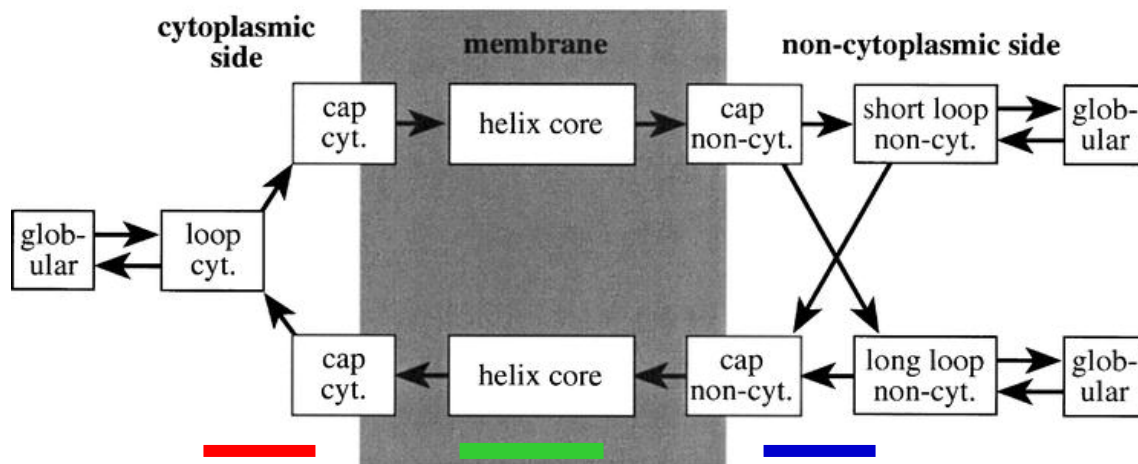 cytoplasmic
side
membrane
non-cytoplasmic side
cap
cyt.
helix core
cap
non-cyt.
short loop
non-cyt.
glob-
ular
glob-
ular
loop
cyt.
cap
cyt.
helix core
cap
non-cyt.
long loop
non-cyt.
glob-
ular